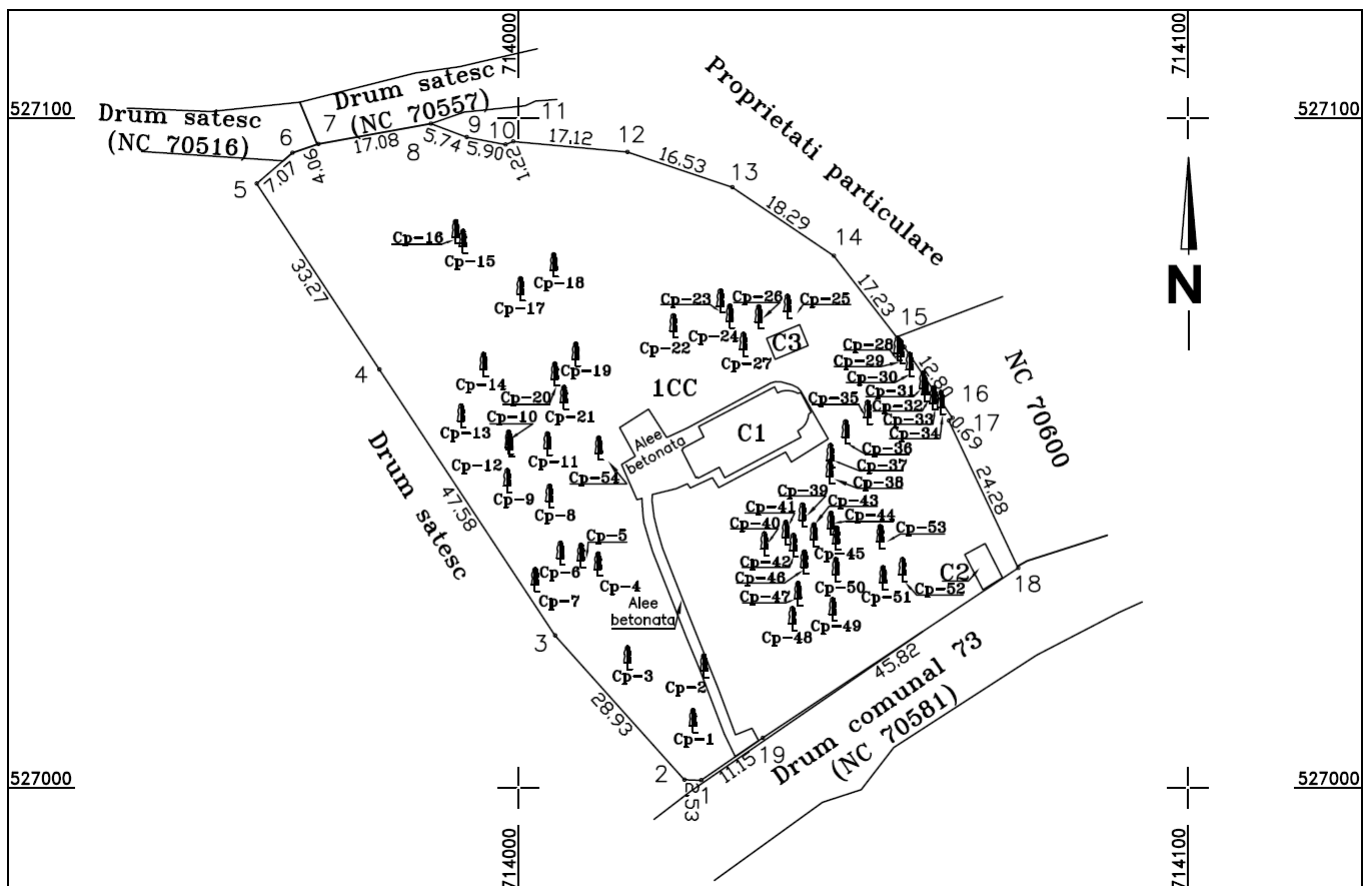 714000
714100
527100
527100
Drum satesc
(NC 70516)
Drum satesc
(NC 70557)
Proprietati particulare
5
6
7
8
9
10
11
12
13
14
7.07
4.06
17.08
5.74
5.90
1.22
17.12
16.53
18.29
17.23
33.27
N
Cp-16
Cp-15
Cp-18
Cp-17
Cp-23
Cp-26
Cp-25
Cp-22
Cp-24
Cp-27
C3
15
Cp-28
Cp-29
Cp-30
Cp-31
Cp-32
Cp-33
Cp-34
12.80
16
17
0.69
NC 70600
24.28
4
Cp-14
Cp-19
Cp-20
Cp-21
1CC
Cp-35
Cp-10
Cp-13
Cp-12
Cp-11
Cp-54
Alee
betonata
C1
Cp-36
Cp-37
Cp-38
Cp-9
Cp-8
Drum satesc
47.58
Cp-39
Cp-43
Cp-41
Cp-44
Cp-40
Cp-53
Cp-42
Cp-45
Cp-5
Cp-6
Cp-4
Cp-7
Cp-46
Cp-50
Cp-51
Cp-52
C2
18
Alee
betonata
Cp-47
Cp-48
Cp-49
3
Cp-3
Cp-2
Cp-1
28.93
45.82
Drum comunal 73
(NC 70581)
2
1
2.53
11.15
19
527000
527000
714000
714100